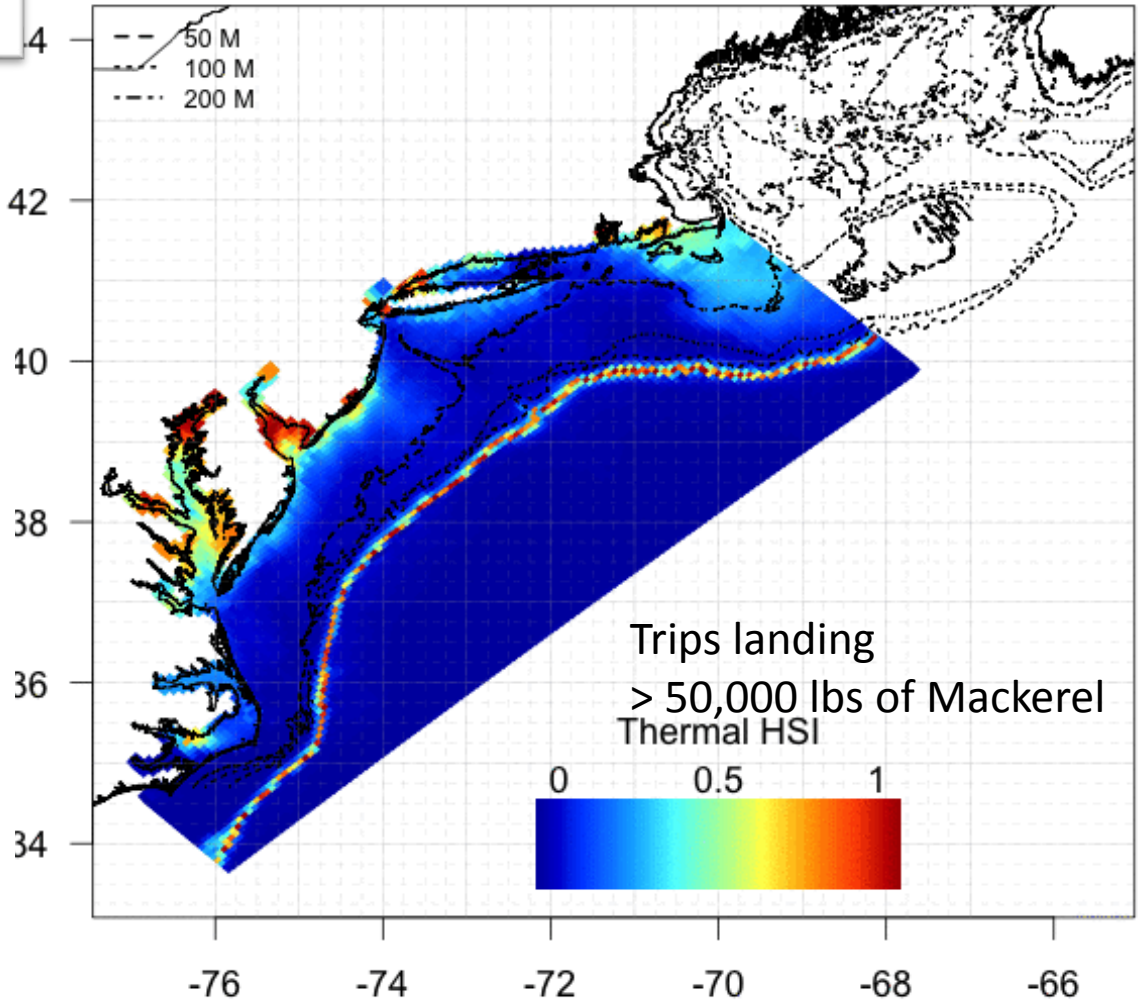 50 M
100 M
200 M
42
40
38
36
34
Trips landing
> 50,000 lbs of Mackerel
Thermal HSI
0 0.5 1
-76 -74 -72 -70 -68 -66